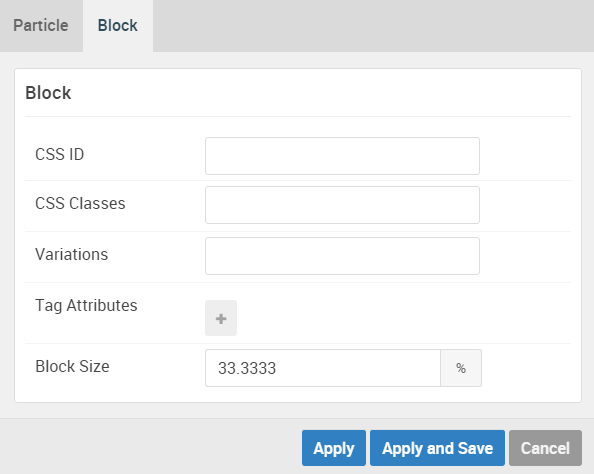 Particle Block
Block
CSS ID
CSS Classes
Variations
Tag Attributes
+
Block Size 33.3333 %
Apply Apply and Save Cancel